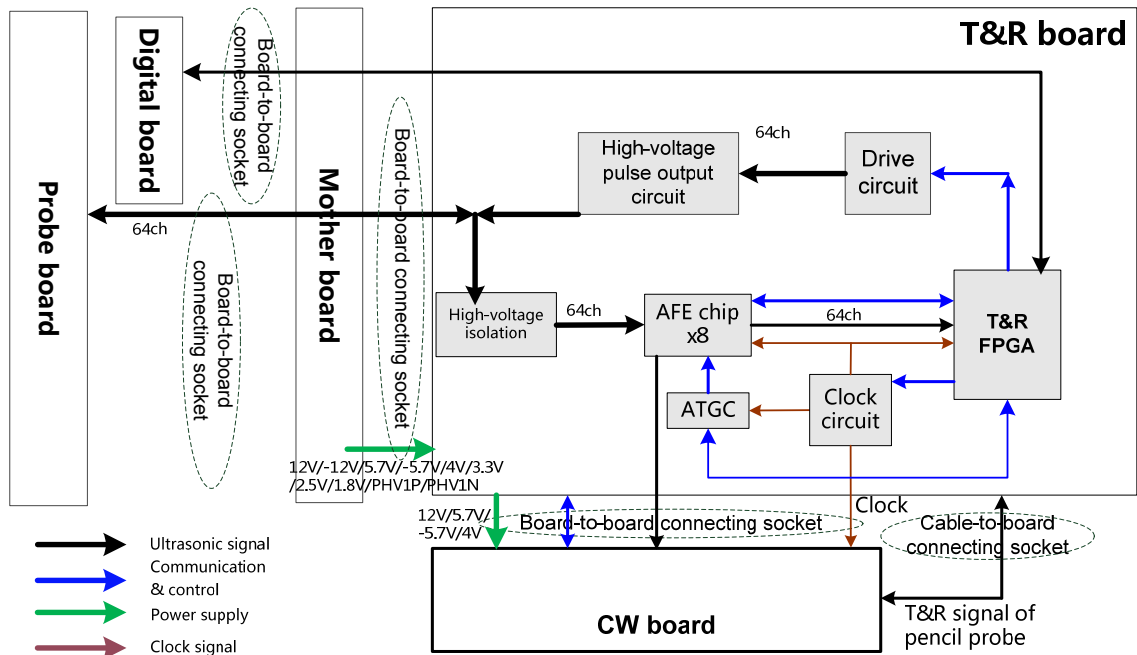 T&R board
Digital board
Board-to-board
connecting socket
Board-to-board connecting socket
Mother board
Probe board
64ch
Board-to-board
connecting socket
High-voltage
pulse output
circuit
64ch
Drive
circuit
High-voltage
isolation
64ch
AFE chip
x8
64ch
T&R
FPGA
ATGC
Clock
circuit
12V/-12V/5.7V/-5.7V/4V/3.3V
/2.5V/1.8V/PHV1P/PHV1N
12V/5.7V/
-5.7V/4V
Board-to-board connecting socket
Clock
Cable-to-board
connecting socket
CW board
T&R signal of
pencil probe
Ultrasonic signal
Communication
& control
Power supply
Clock signal